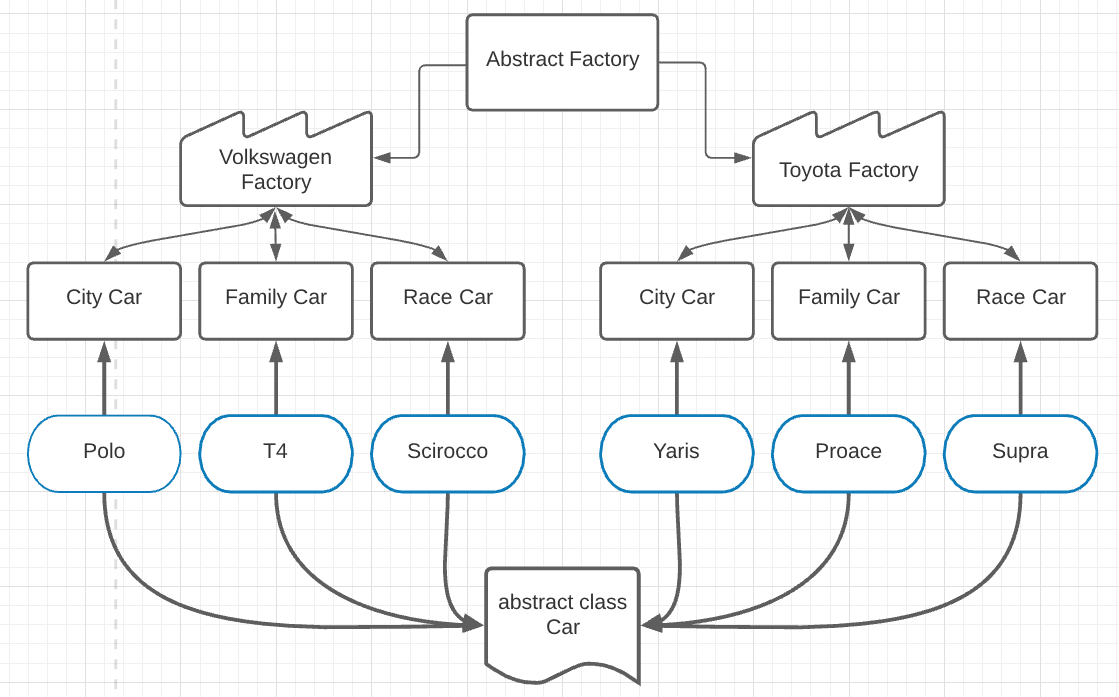 Abstract Factory
Volkswagen
Factory
Toyota Factory
City Car
Family Car
Race Car
City Car
Family Car
Race Car
Polo
T4
Scirocco
Yaris
Proace
Supra
abstract class
Car